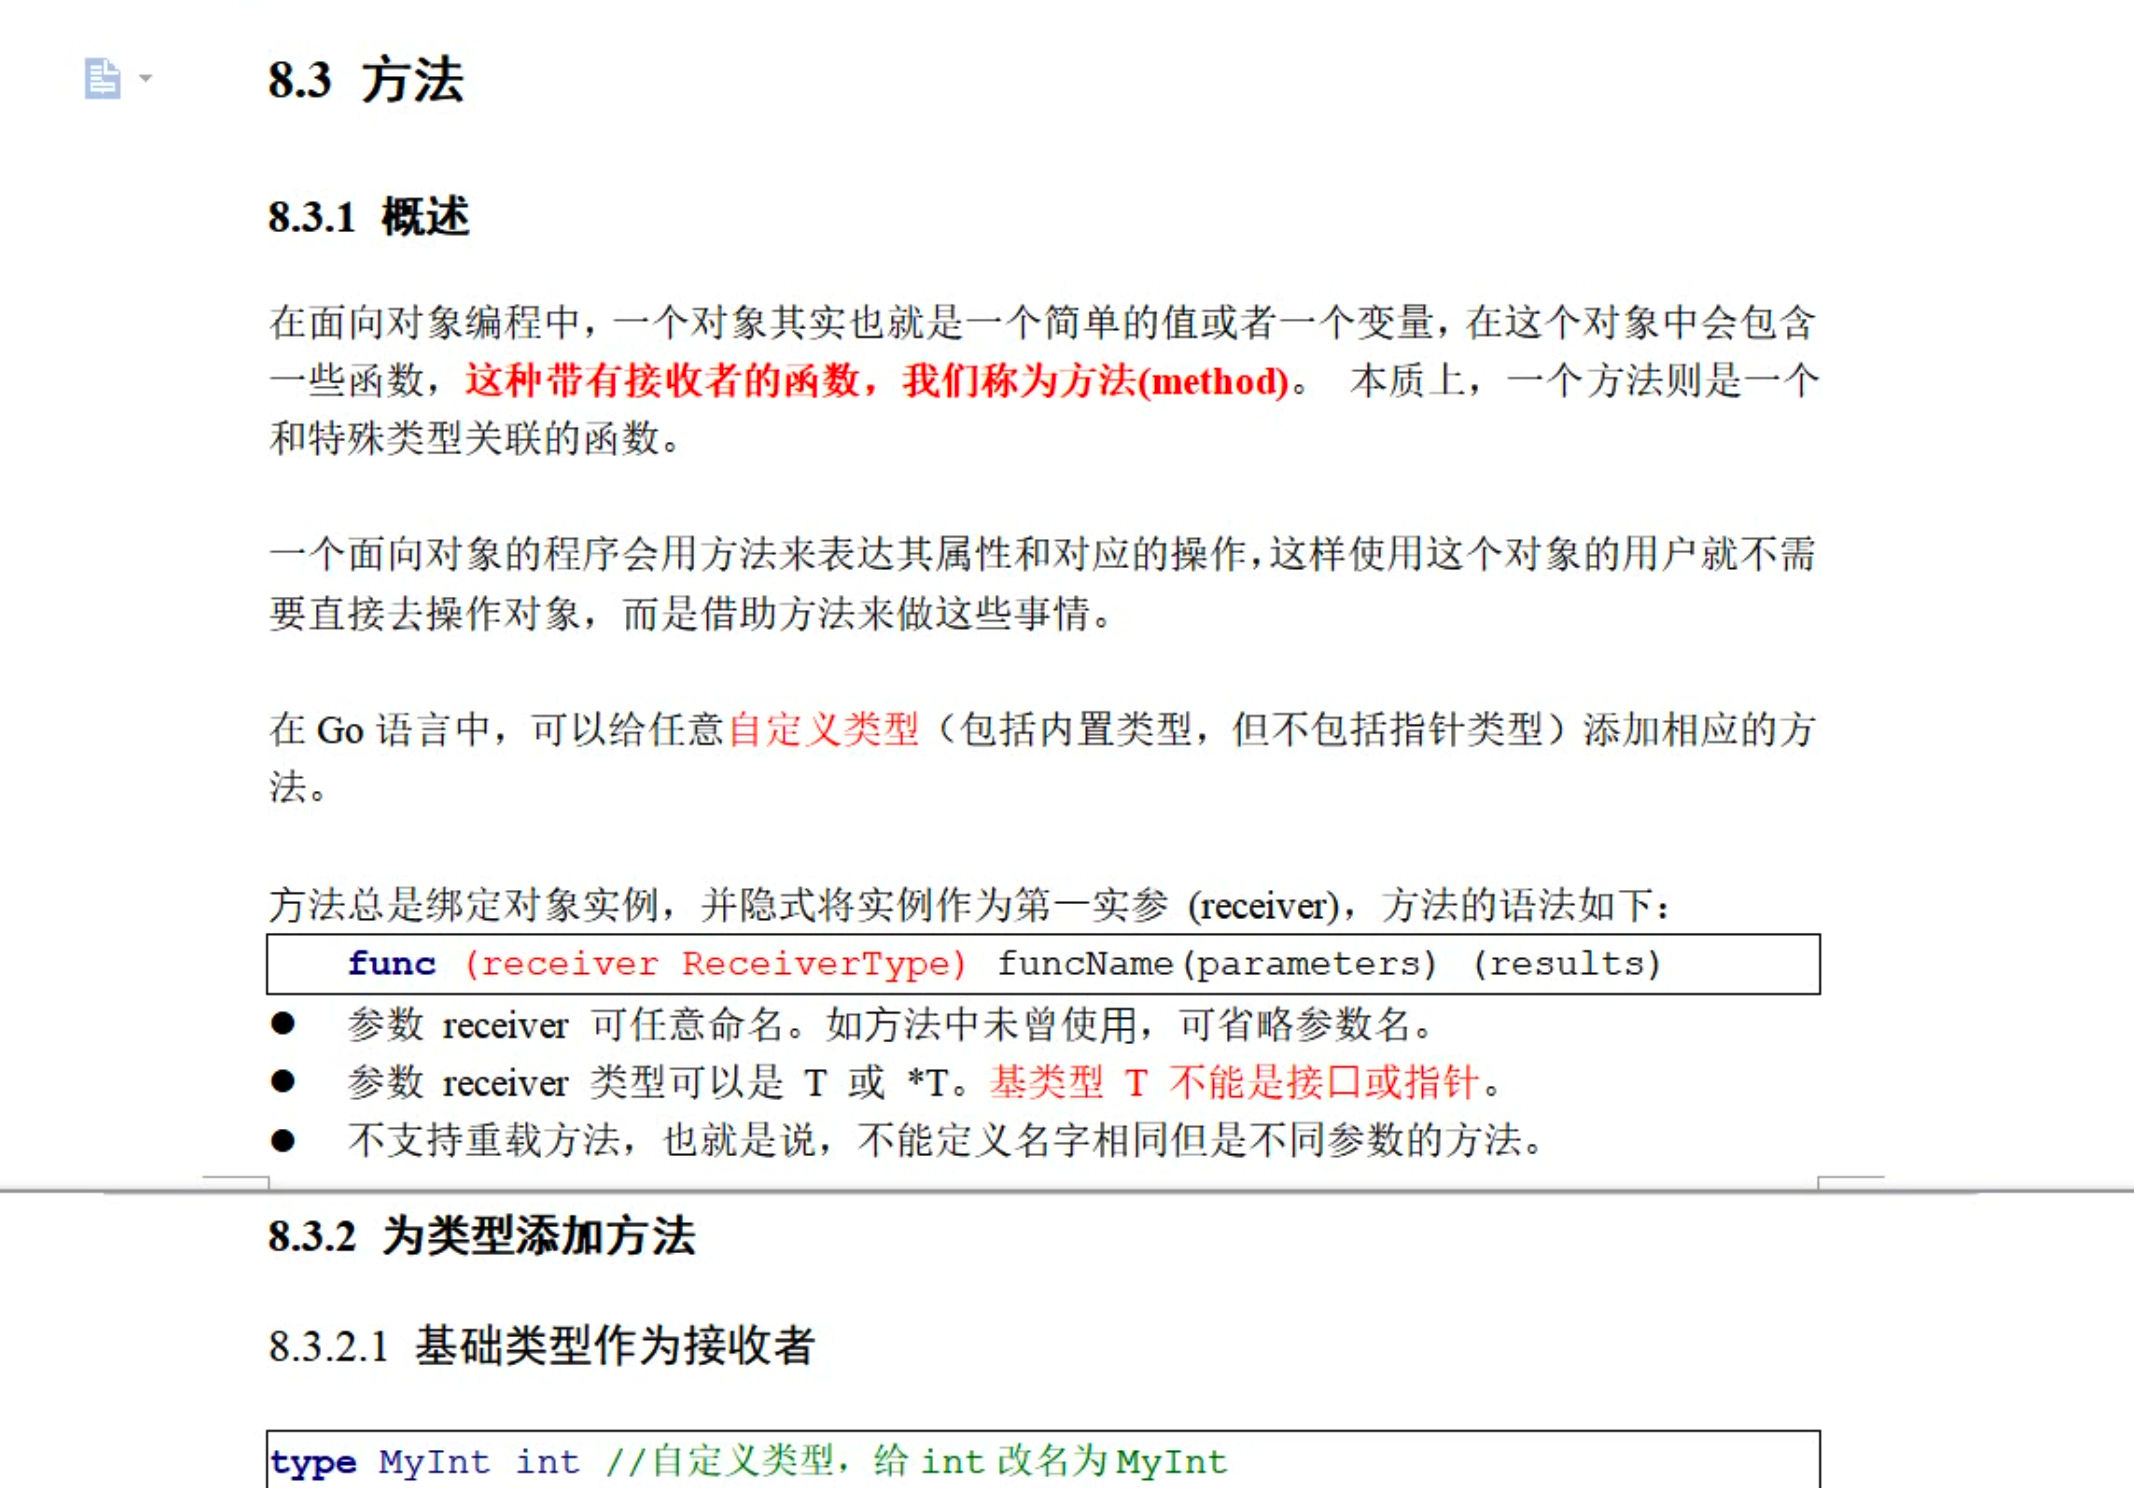 8.3 方法
8.3.1 概述
在面向对象编程中，一个对象其实也就是一个简单的值或者一个变量，在这个对象中会包含
一些函数，这种带有接收者的函数，我们称为方法(method)。 本质上，一个方法则是一个
和特殊类型关联的函数。
一个面向对象的程序会用方法来表达其属性和对应的操作，这样使用这个对象的用户就不需
要直接去操作对象，而是借助方法来做这些事情。
在 Go 语言中，可以给任意自定义类型（包括内置类型，但不包括指针类型）添加相应的方
法。
方法总是绑定对象实例，并隐式将实例作为第一实参 (receiver)，方法的语法如下：
func (receiver ReceiverType) funcName(parameters) (results)
● 参数 receiver 可任意命名。如方法中未曾使用，可省略参数名。
● 参数 receiver 类型可以是 T 或 *T。基类型 T 不能是接口或指针。
● 不支持重载方法，也就是说，不能定义名字相同但是不同参数的方法。
8.3.2 为类型添加方法
8.3.2.1 基础类型作为接收者
type MyInt int //自定义类型，给 int 改名为 MyInt